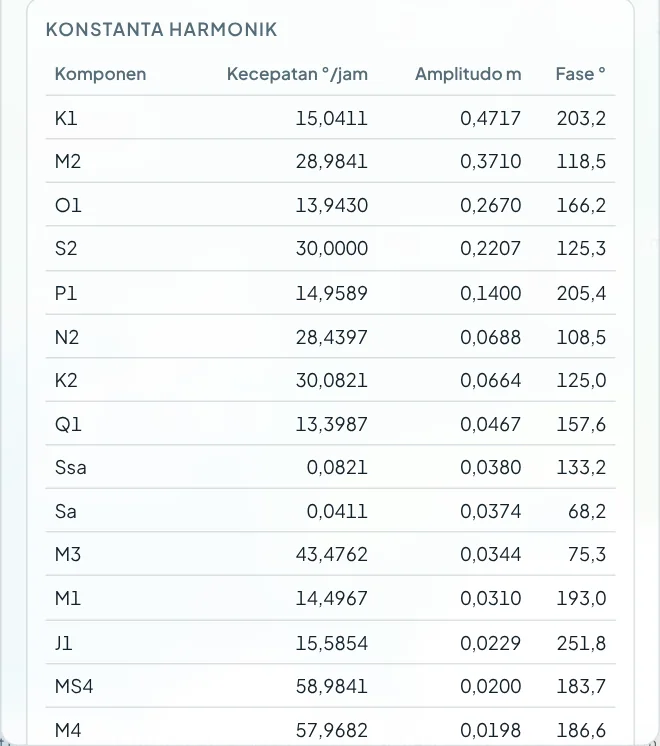 KONSTANTA HARMONIK
Komponen Kecepatan °/jam Amplitudo m Fase °
K1 15,0411 0,4717 203,2
M2 28,9841 0,3710 118,5
O1 13,9430 0,2670 166,2
S2 30,0000 0,2207 125,3
P1 14,9589 0,1400 205,4
N2 28,4397 0,0688 108,5
K2 30,0821 0,0664 125,0
Q1 13,3987 0,0467 157,6
Ssa 0,0821 0,0380 133,2
Sa 0,0411 0,0374 68,2
M3 43,4762 0,0344 75,3
M1 14,4967 0,0310 193,0
J1 15,5854 0,0229 251,8
MS4 58,9841 0,0200 183,7
M4 57,9682 0,0198 186,6